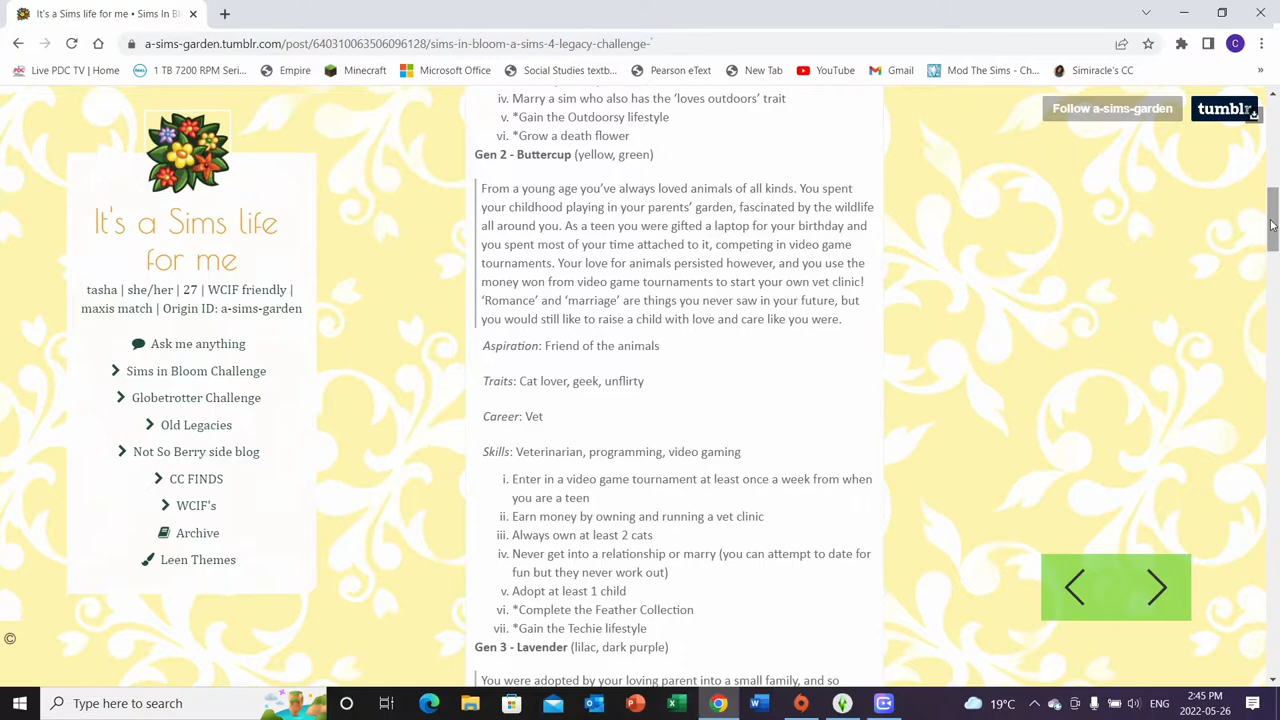 It's a Sims life for me • Sims In Bl
a-sims-garden.tumblr.com/post/640310063506096128/sims-in-bloom-a-sims-4-legacy-challenge-
C
Live PDC TV | Home
1 TB 7200 RPM Seri...
Empire
Minecraft
Microsoft Office
Social Studies textb...
Pearson eText
New Tab
YouTube
Gmail
Mod The Sims - Ch...
Simiracle's CC
»
Follow a-sims-garden
tumblr.
It's a Sims life
for me
tasha | she/her | 27 | WCIF friendly |
maxis match | Origin ID: a-sims-garden
Ask me anything
Sims in Bloom Challenge
Globetrotter Challenge
Old Legacies
Not So Berry side blog
CC FINDS
WCIF's
Archive
Leen Themes
©
iv. Marry a sim who also has the ‘loves outdoors’ trait
v. *Gain the Outdoorsy lifestyle
vi. *Grow a death flower
Gen 2 - Buttercup (yellow, green)
From a young age you’ve always loved animals of all kinds. You spent
your childhood playing in your parents’ garden, fascinated by the wildlife
all around you. As a teen you were gifted a laptop for your birthday and
you spent most of your time attached to it, competing in video game
tournaments. Your love for animals persisted however, and you use the
money won from video game tournaments to start your own vet clinic!
‘Romance’ and ‘marriage’ are things you never saw in your future, but
you would still like to raise a child with love and care like you were.
Aspiration: Friend of the animals
Traits: Cat lover, geek, unflirty
Career: Vet
Skills: Veterinarian, programming, video gaming
i. Enter in a video game tournament at least once a week from when
you are a teen
ii. Earn money by owning and running a vet clinic
iii. Always own at least 2 cats
iv. Never get into a relationship or marry (you can attempt to date for
fun but they never work out)
v. Adopt at least 1 child
vi. *Complete the Feather Collection
vii. *Gain the Techie lifestyle
Gen 3 - Lavender (lilac, dark purple)
You were adopted by your loving parent into a small family, and so
Type here to search
19°C
ENG
2:45 PM
2022-05-26